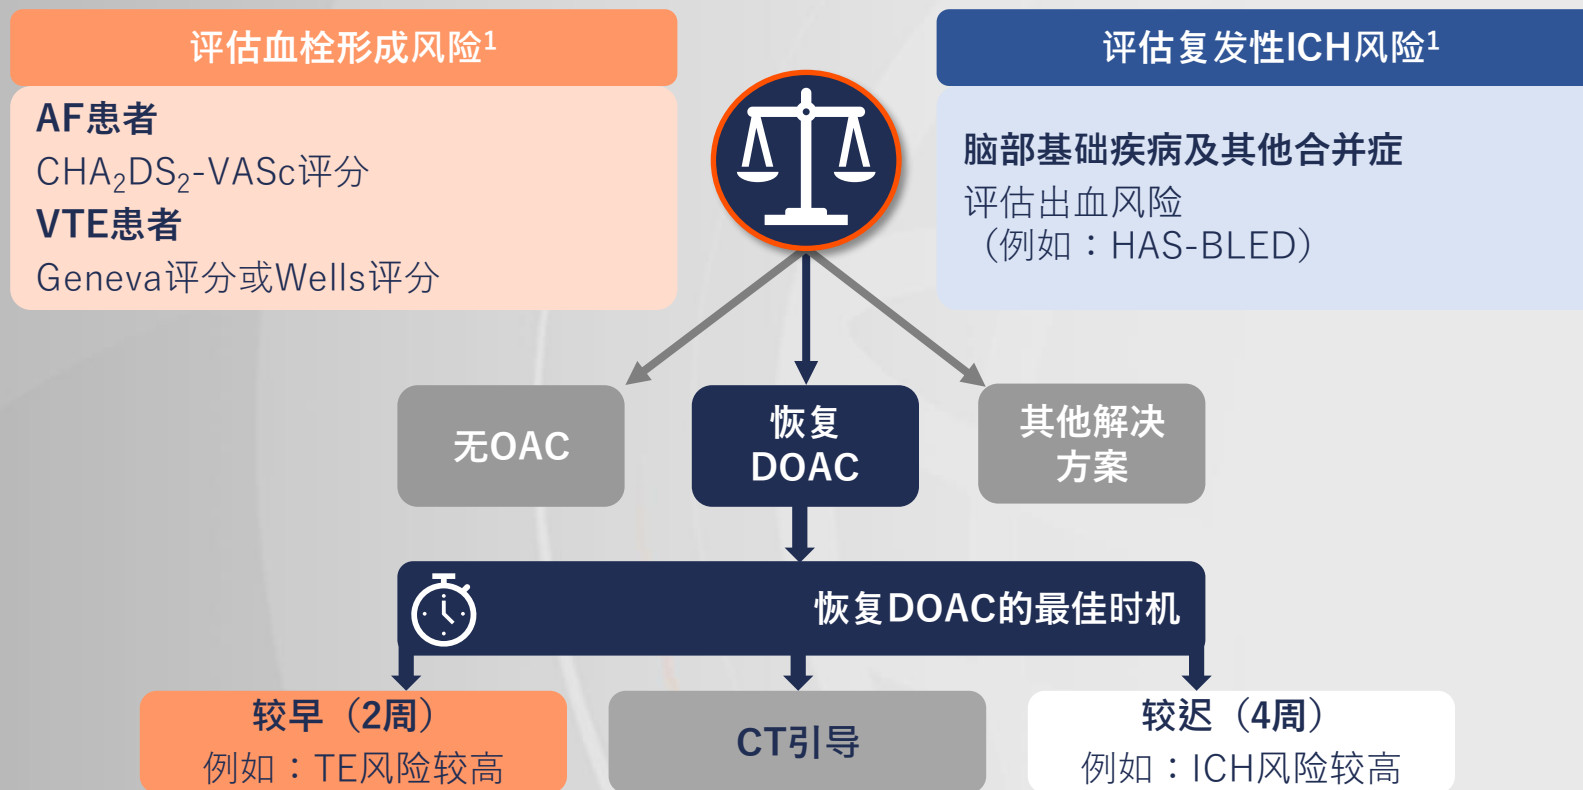 评估血栓形成风险¹
AF患者
CHA₂DS₂-VASc评分
VTE患者
Geneva评分或Wells评分
评估复发性ICH风险¹
脑部基础疾病及其他合并症
评估出血风险
（例如：HAS-BLED）
无OAC
恢复
DOAC
其他解决
方案
恢复DOAC的最佳时机
较早（2周）
例如：TE风险较高
CT引导
较迟（4周）
例如：ICH风险较高